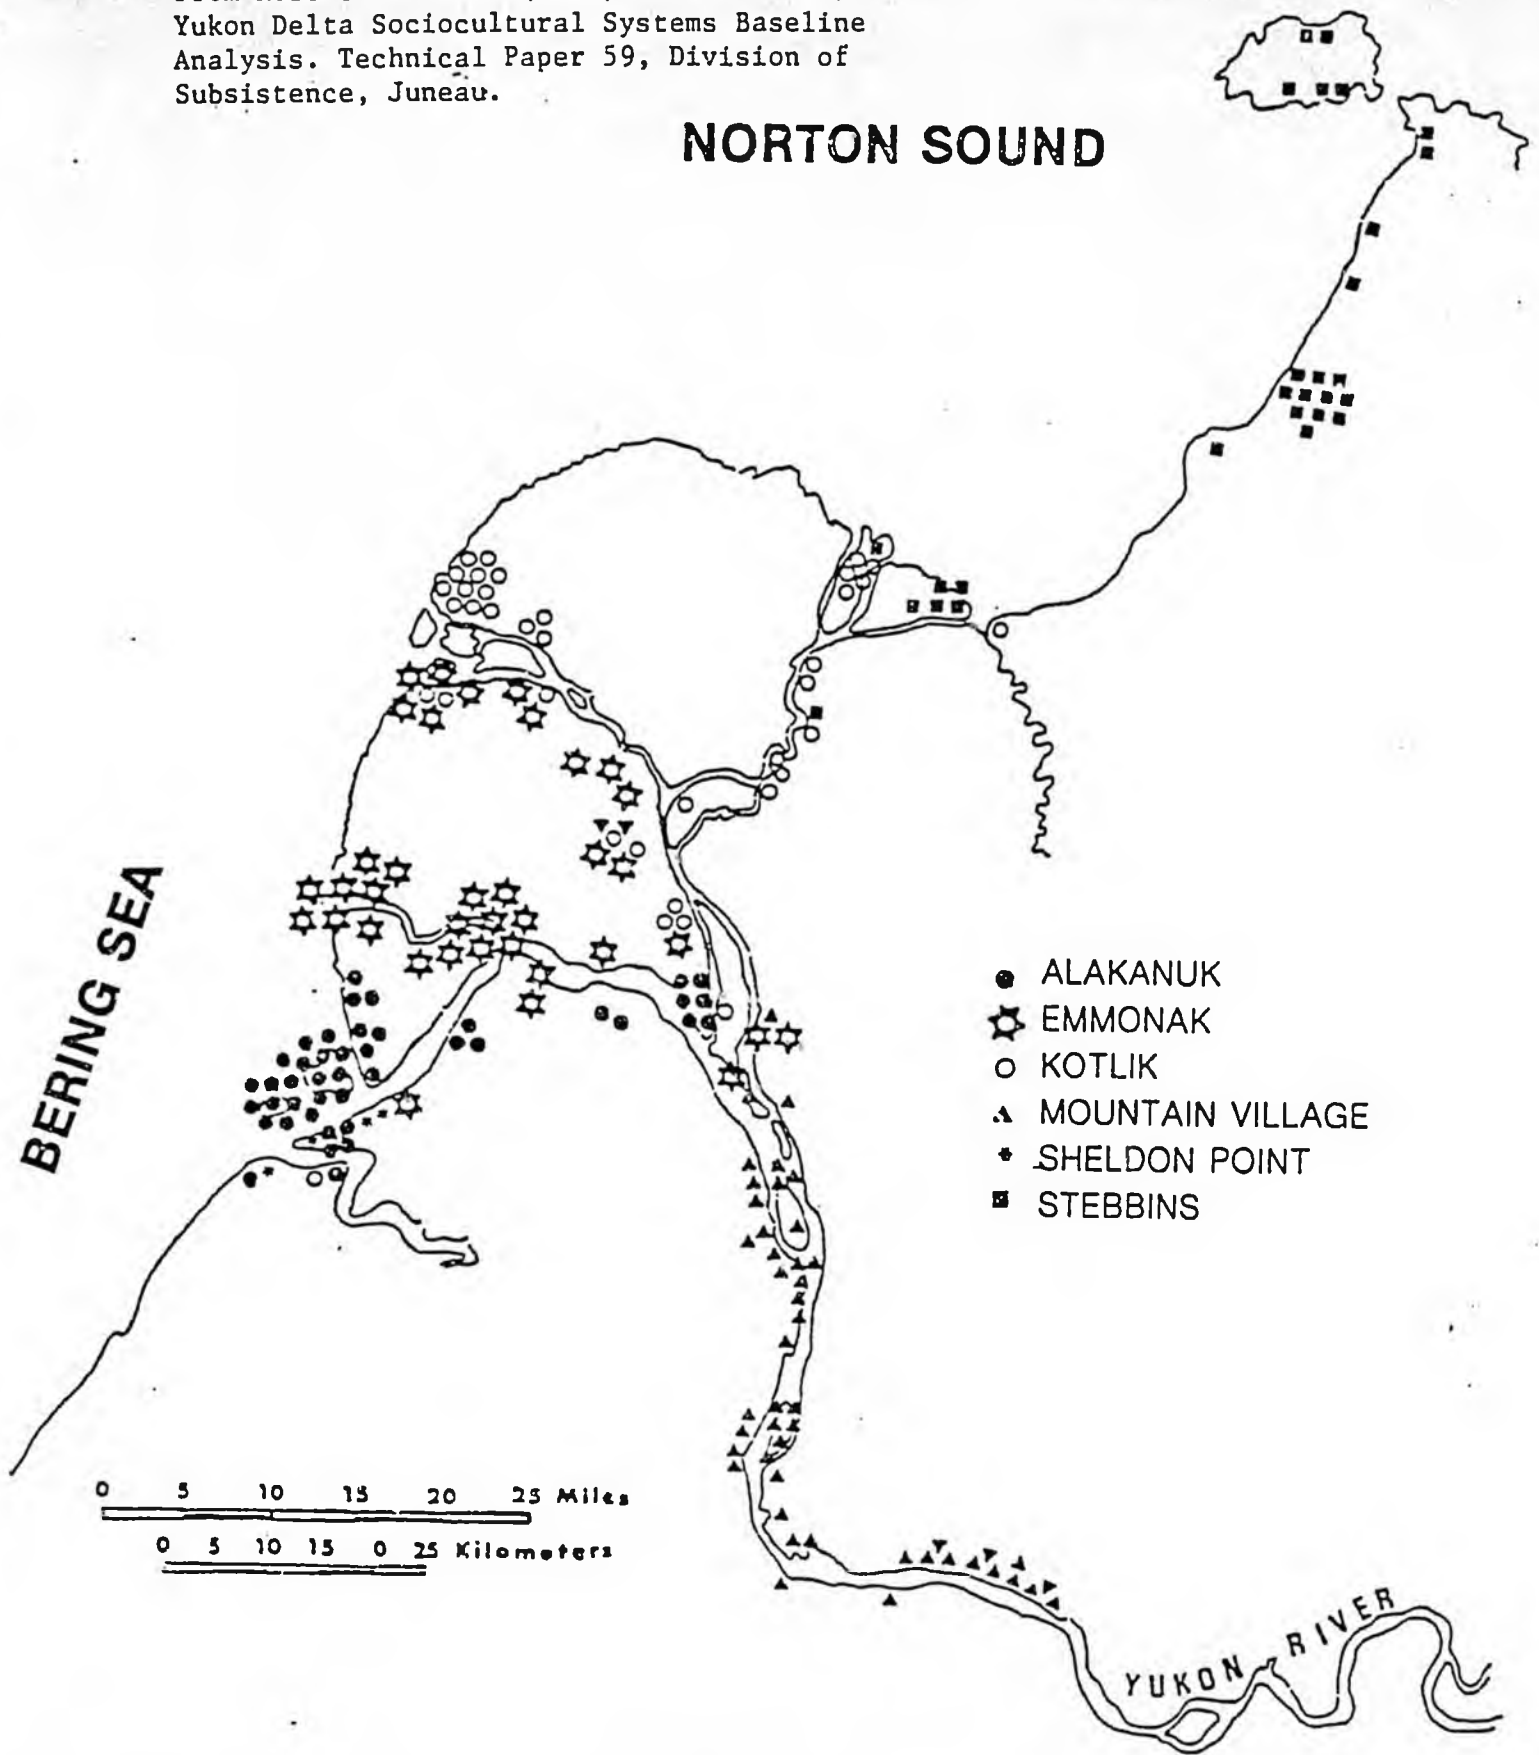 Yukon Delta Sociocultural Systems Baseline
Analysis. Technical Paper 59, Division of
Subsistence, Juneau.
NORTON SOUND
BERING SEA
ALAKANUK
EMMONAK
KOTLIK
MOUNTAIN VILLAGE
SHELDON POINT
STEBBINS
0 5 10 15 20 25 Miles
0 5 10 15 0 25 Kilometers
YUKON RIVER